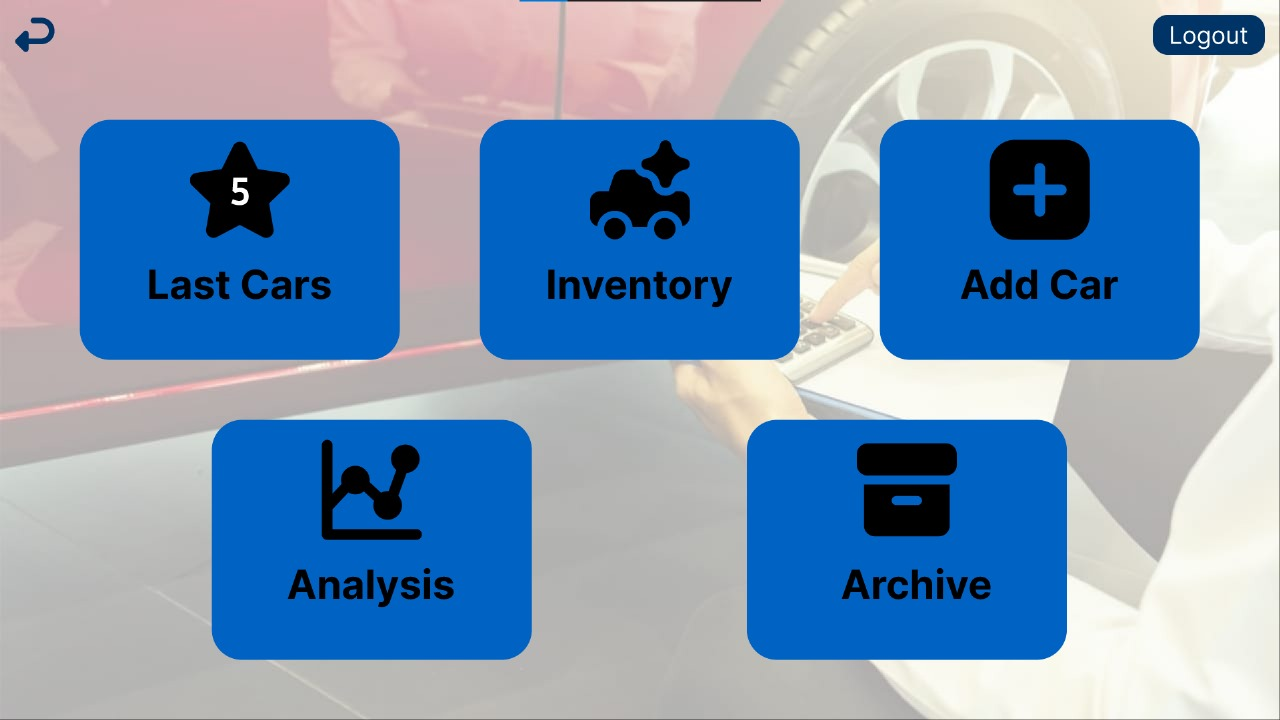 Logout
5
Last Cars
Inventory
Add Car
Analysis
Archive